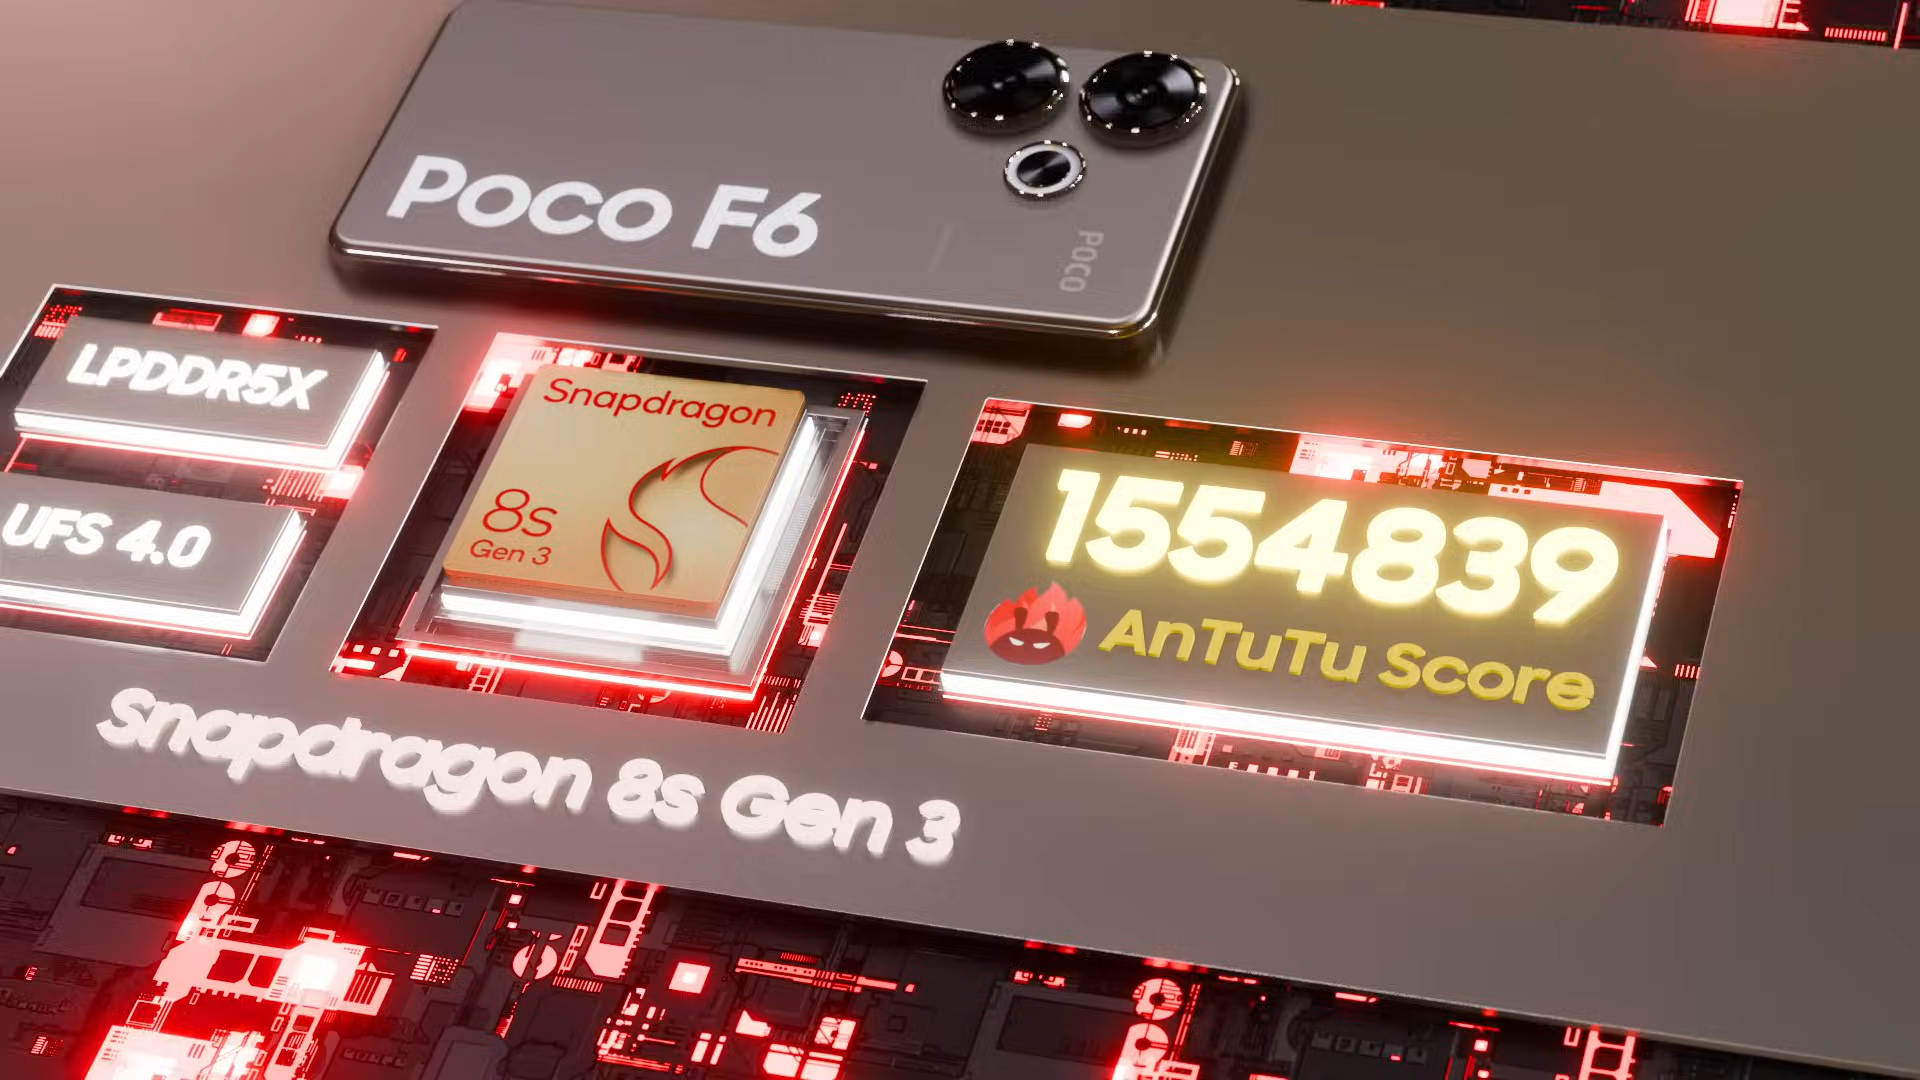 Poco F6
POCO
LPDDR5X
UFS 4.0
Snapdragon
8s
Gen 3
1554839
AnTuTu Score
Snapdragon 8s Gen 3